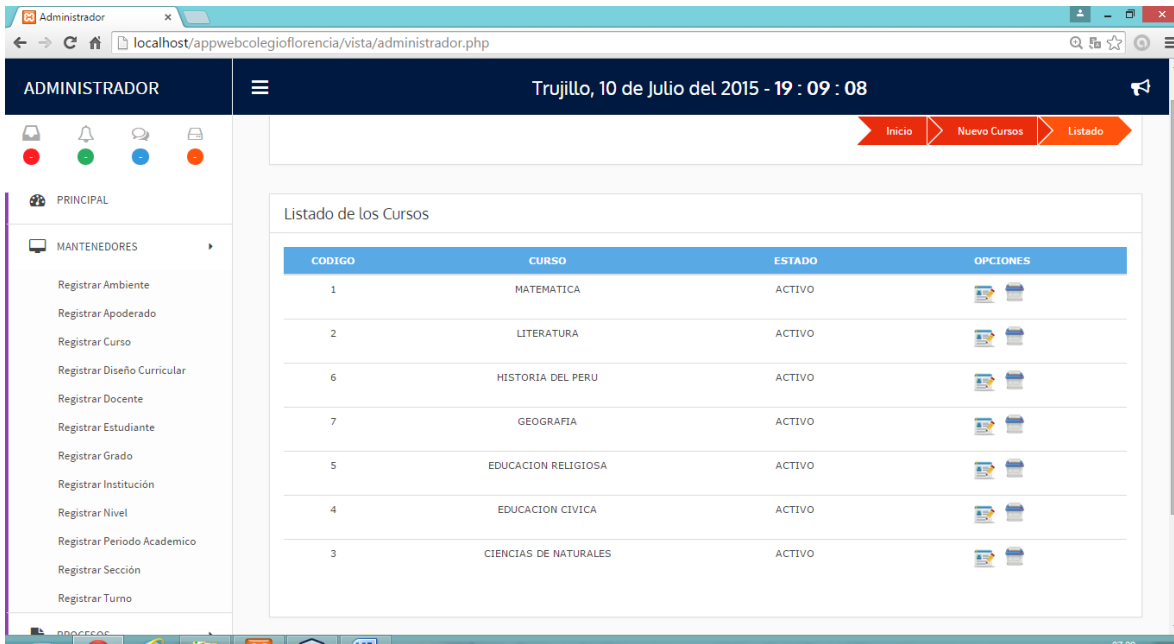 Administrador
localhost/appwebcolegioflorencia/vista/administrador.php
ADMINISTRADOR
Trujillo, 10 de Julio del 2015 - 19 : 09 : 08
Inicio
Nuevo Cursos
Listado
PRINCIPAL
MANTENEDORES
Registrar Ambiente
Registrar Apoderado
Registrar Curso
Registrar Diseño Curricular
Registrar Docente
Registrar Estudiante
Registrar Grado
Registrar Institución
Registrar Nivel
Registrar Periodo Academico
Registrar Sección
Registrar Turno
PROCESOS
Listado de los Cursos
CODIGO CURSO ESTADO OPCIONES
1 MATEMATICA ACTIVO
2 LITERATURA ACTIVO
6 HISTORIA DEL PERU ACTIVO
7 GEOGRAFIA ACTIVO
5 EDUCACION RELIGIOSA ACTIVO
4 EDUCACION CIVICA ACTIVO
3 CIENCIAS DE NATURALES ACTIVO